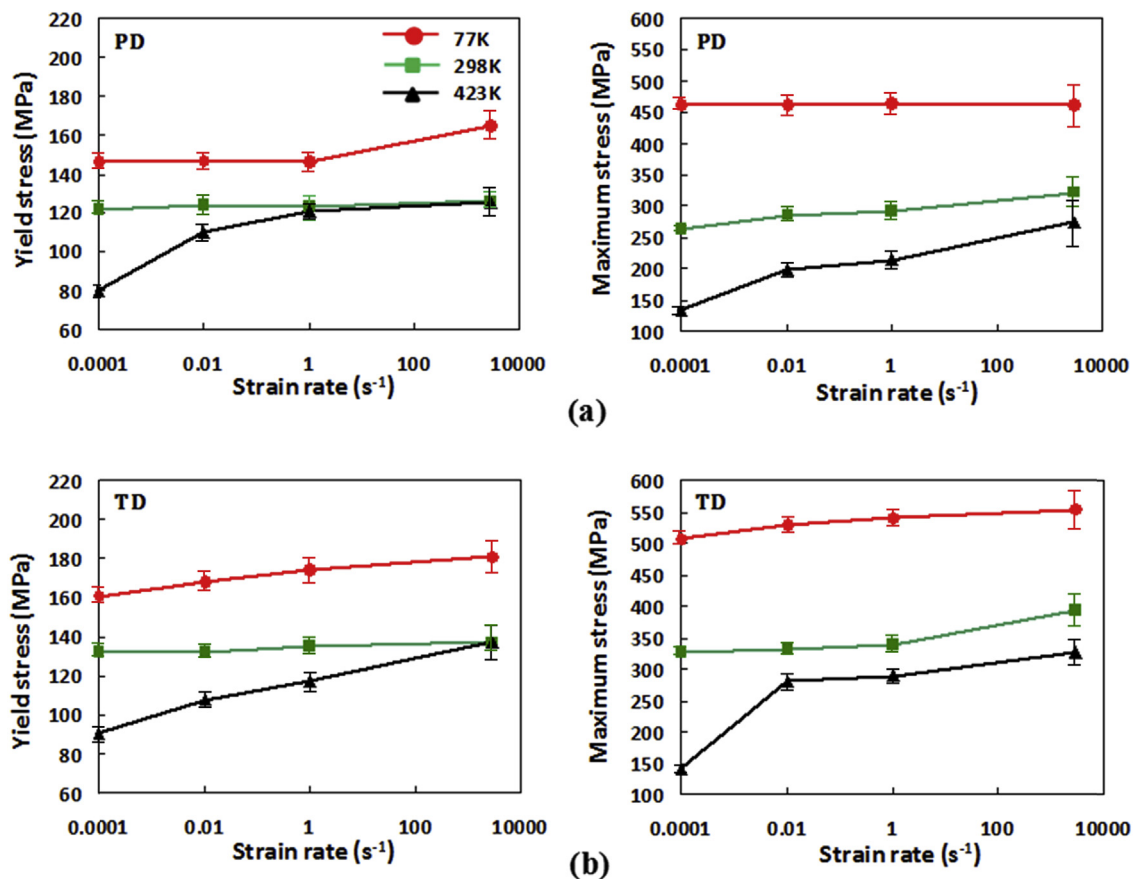 PD
77K
298K
423K
Yield stress (MPa)
220
200
180
160
140
120
100
80
60
0.0001 0.01 1 100 10000
Strain rate (s⁻¹)
PD
Maximum stress (MPa)
600
550
500
450
400
350
300
250
200
150
100
0.0001 0.01 1 100 10000
Strain rate (s⁻¹)
(a)
TD
Yield stress (MPa)
220
200
180
160
140
120
100
80
60
0.0001 0.01 1 100 10000
Strain rate (s⁻¹)
TD
Maximum stress (MPa)
600
550
500
450
400
350
300
250
200
150
100
0.0001 0.01 1 100 10000
Strain rate (s⁻¹)
(b)